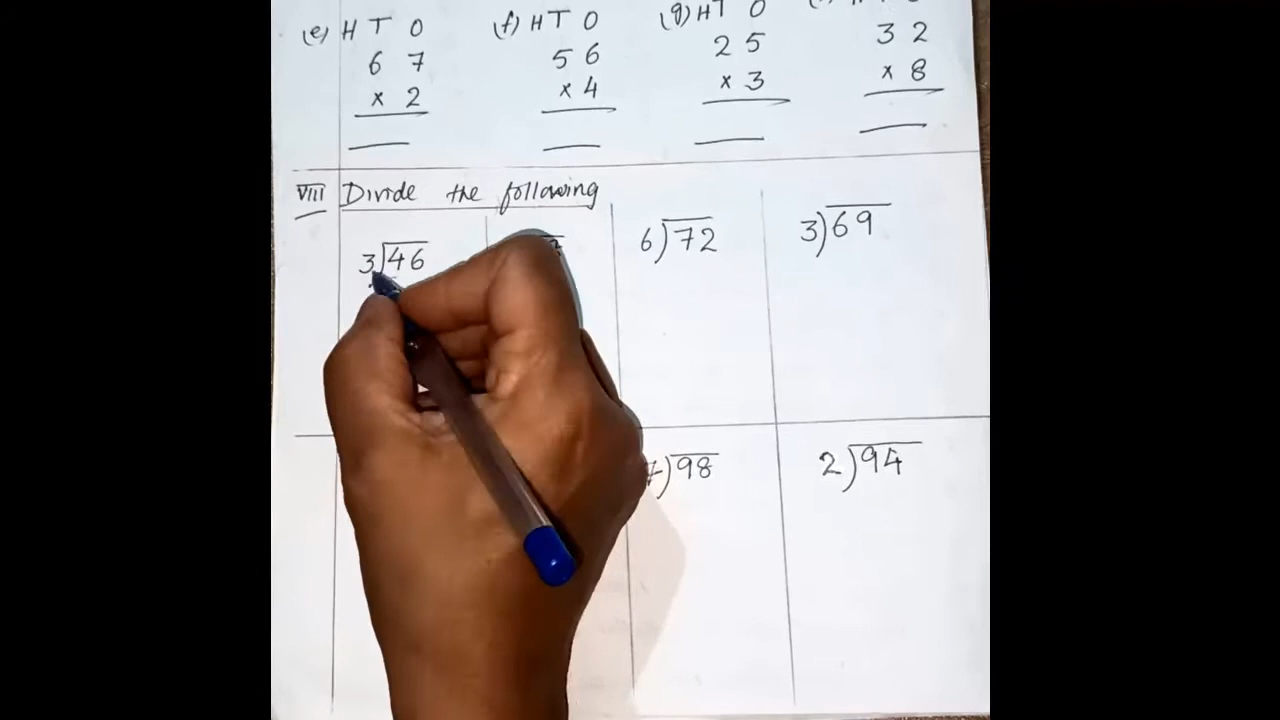 (e) H T O (f) H T O (g) H T O
6 7 5 6 2 5 3 2
x 2 x 4 x 3 x 8
VIII Divide the following
3)46 6)72 3)69
7)98 2)94